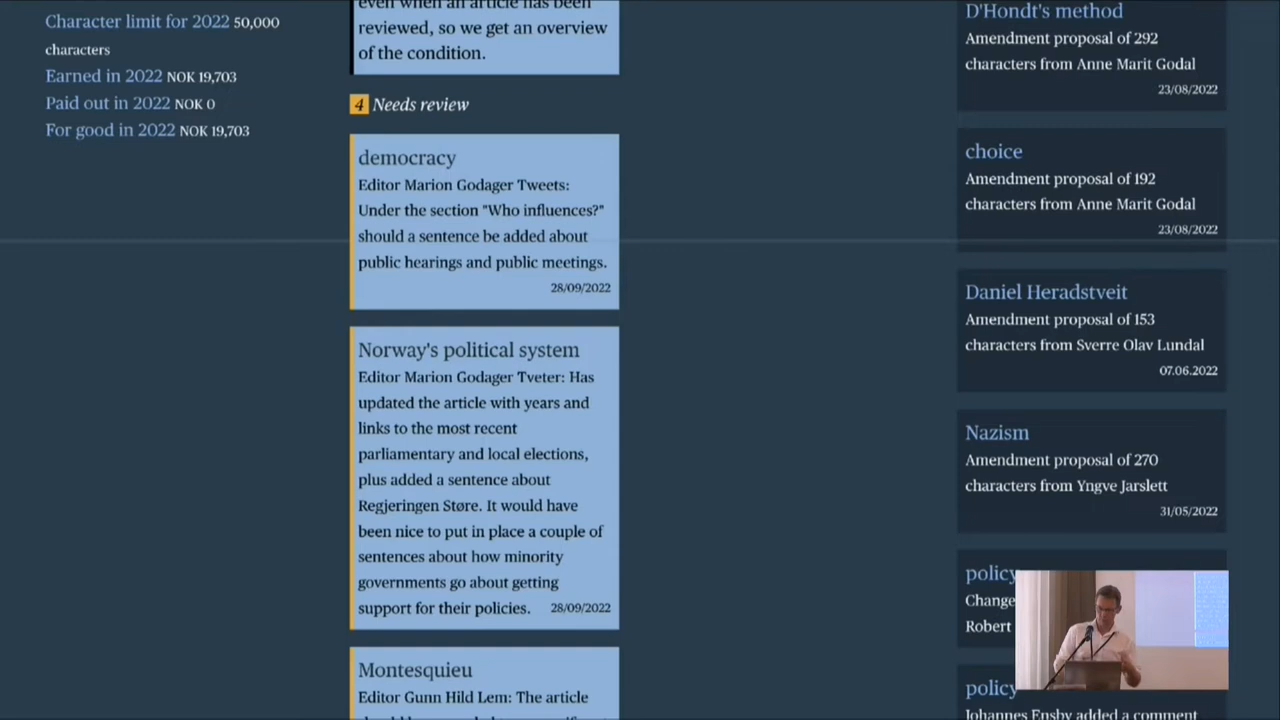 Character limit for 2022 50,000
characters
Earned in 2022 NOK 19,703
Paid out in 2022 NOK 0
For good in 2022 NOK 19,703
even when an article has been
reviewed, so we get an overview
of the condition.
4 Needs review
democracy
Editor Marion Godager Tweets:
Under the section "Who influences?"
should a sentence be added about
public hearings and public meetings.
28/09/2022
Norway's political system
Editor Marion Godager Tveter: Has
updated the article with years and
links to the most recent
parliamentary and local elections,
plus added a sentence about
Regjeringen Støre. It would have
been nice to put in place a couple of
sentences about how minority
governments go about getting
support for their policies. 28/09/2022
Montesquieu
Editor Gunn Hild Lem: The article
D'Hondt's method
Amendment proposal of 292
characters from Anne Marit Godal
23/08/2022
choice
Amendment proposal of 192
characters from Anne Marit Godal
23/08/2022
Daniel Heradstveit
Amendment proposal of 153
characters from Sverre Olav Lundal
07.06.2022
Nazism
Amendment proposal of 270
characters from Yngve Jarslett
31/05/2022
policy
Change
Robert
policy
Johannes Ensby added a comment